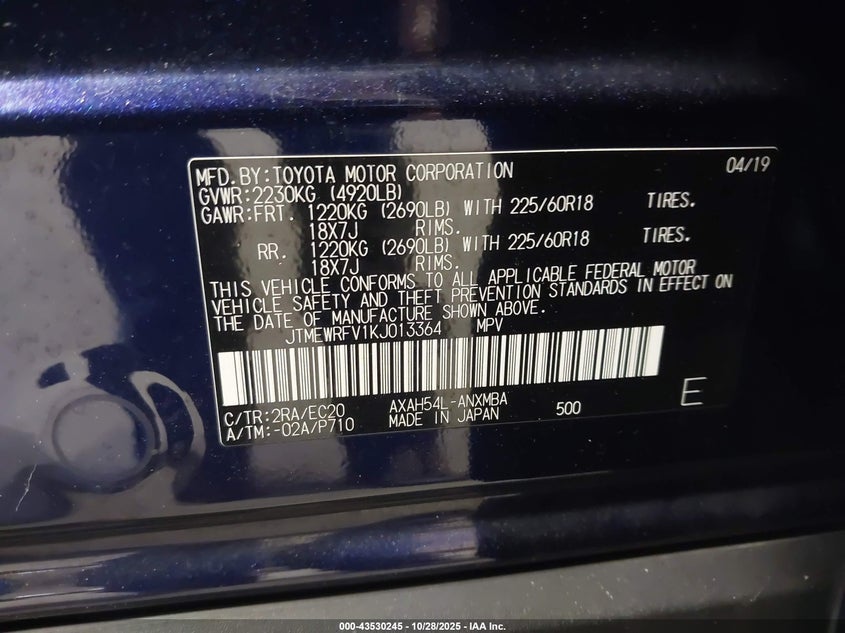 MFD.BY:TOYOTA MOTOR CORPORATION 04/19
GVWR:2230KG (4920LB)
GAWR:FRT. 1220KG (2690LB) WITH 225/60R18 TIRES.
18X7J RIMS.
RR. 1220KG (2690LB) WITH 225/60R18 TIRES.
18X7J RIMS.
THIS VEHICLE CONFORMS TO ALL APPLICABLE FEDERAL MOTOR
VEHICLE SAFETY AND THEFT PREVENTION STANDARDS IN EFFECT ON
THE DATE OF MANUFACTURE SHOWN ABOVE.
JTMEWRFV1KJ013364 MPV
C/TR:2RA/EC20 AXAH54L-ANXMBA 500 E
A/TM:-02A/P710 MADE IN JAPAN
000-43530245 - 10/28/2025 - IAA Inc.